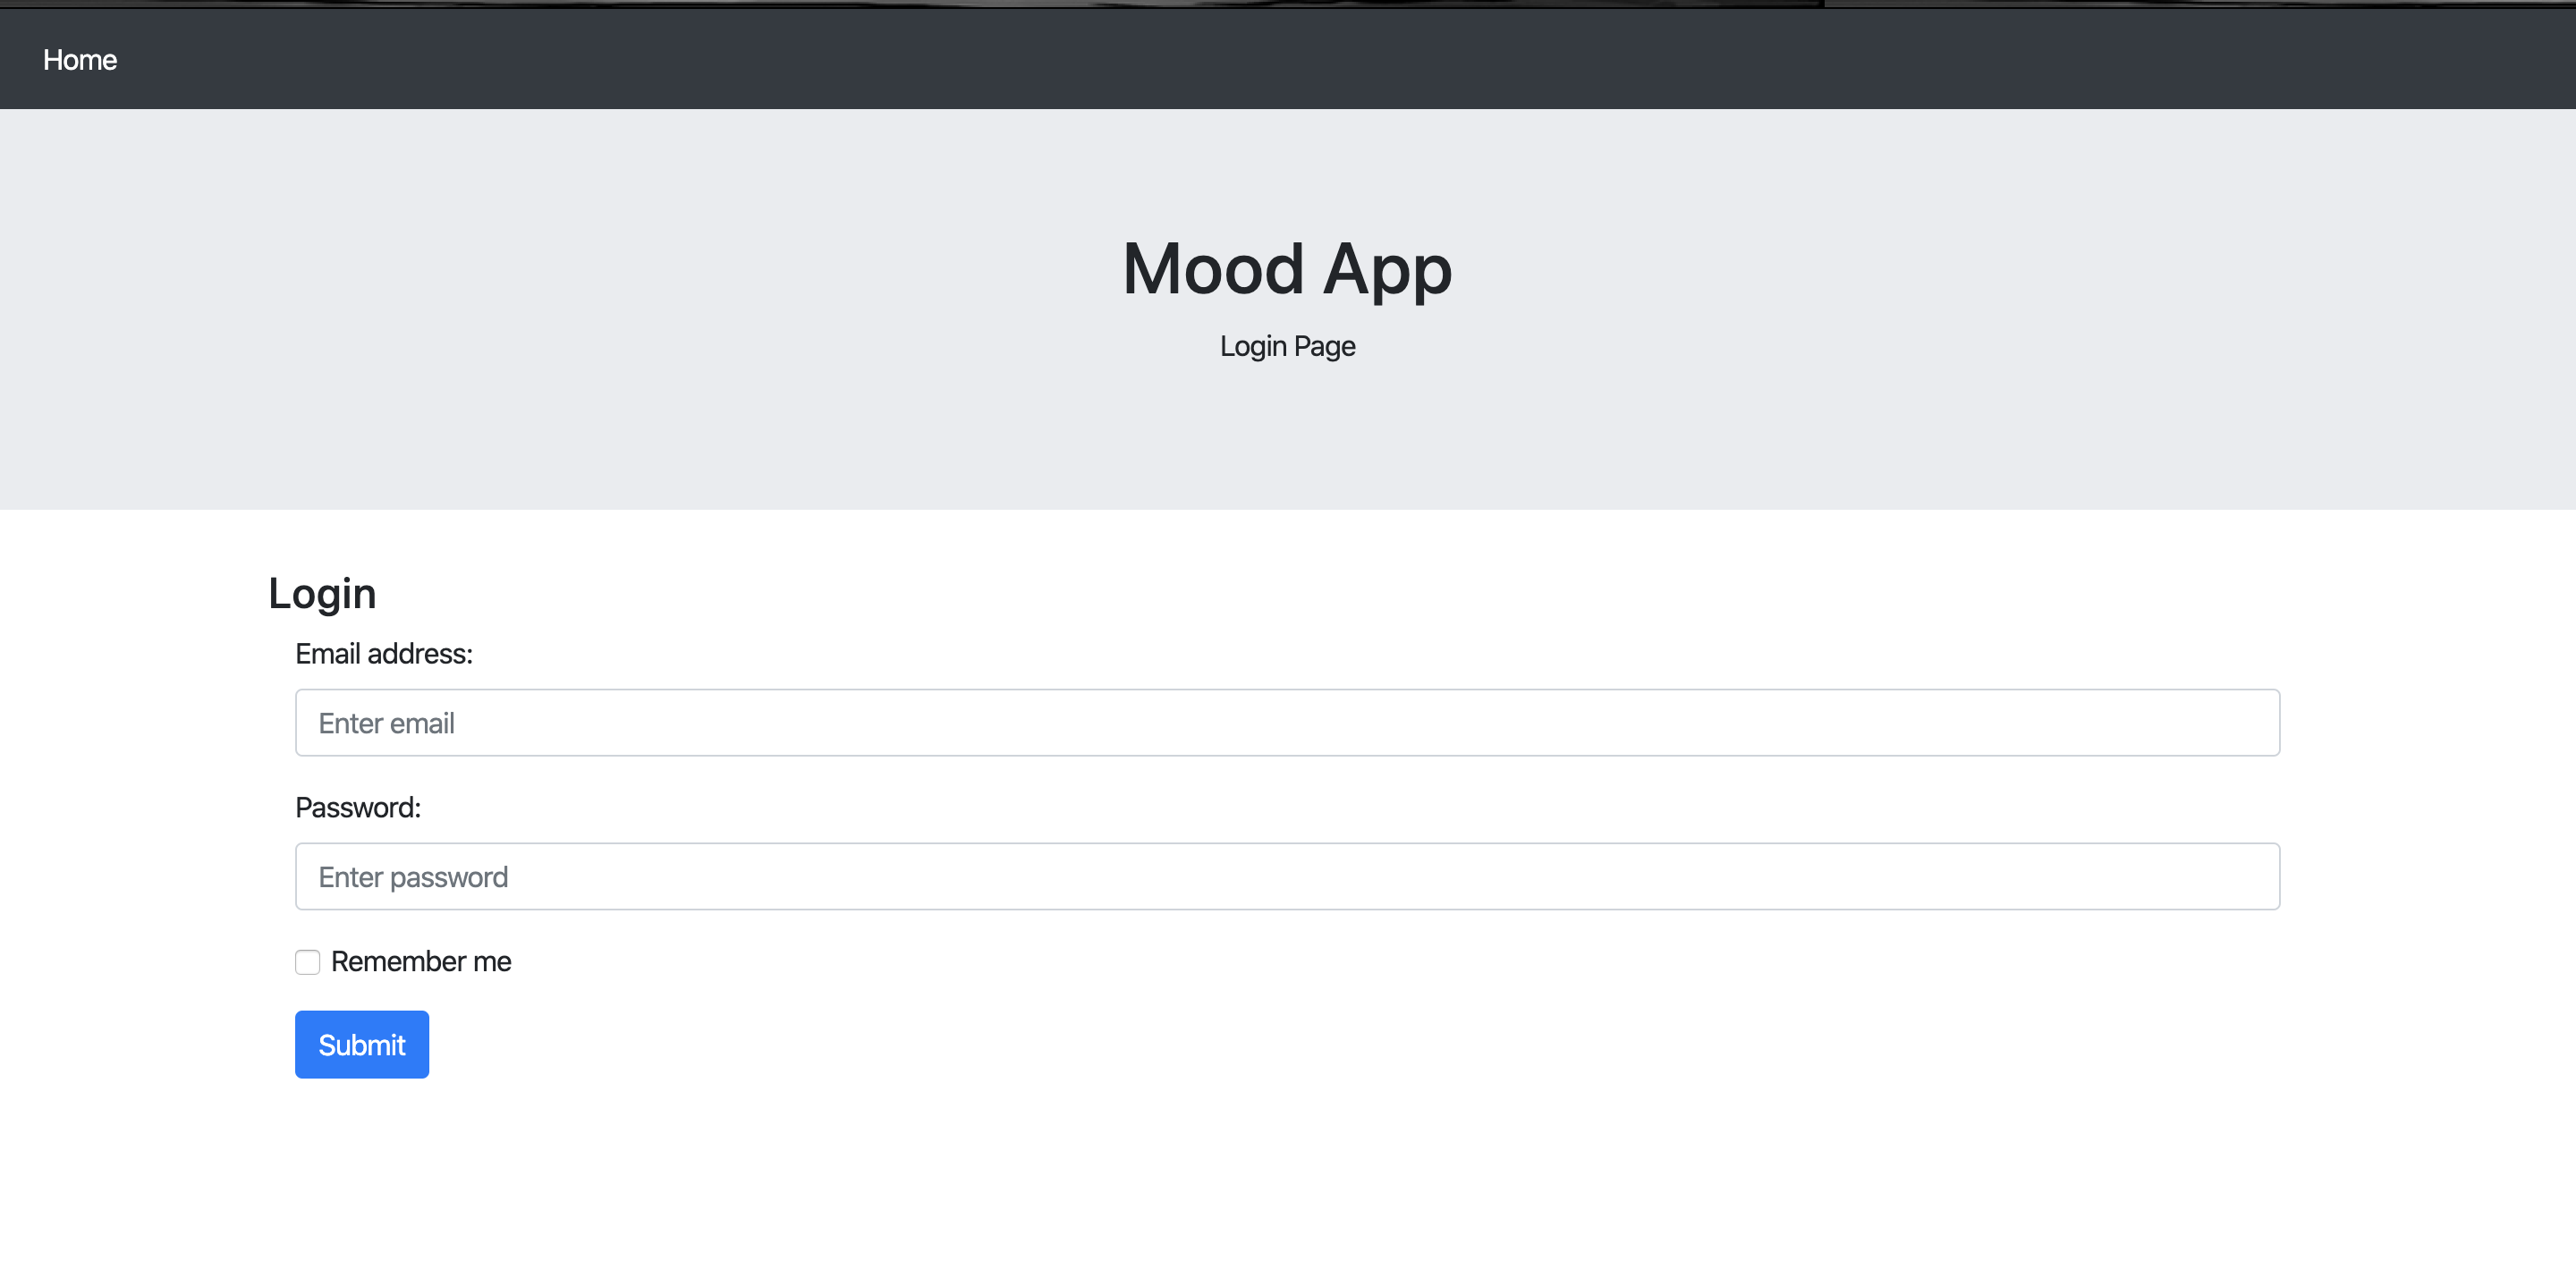 Home
Mood App
Login Page
Login
Email address:
Enter email
Password:
Enter password
Remember me
Submit